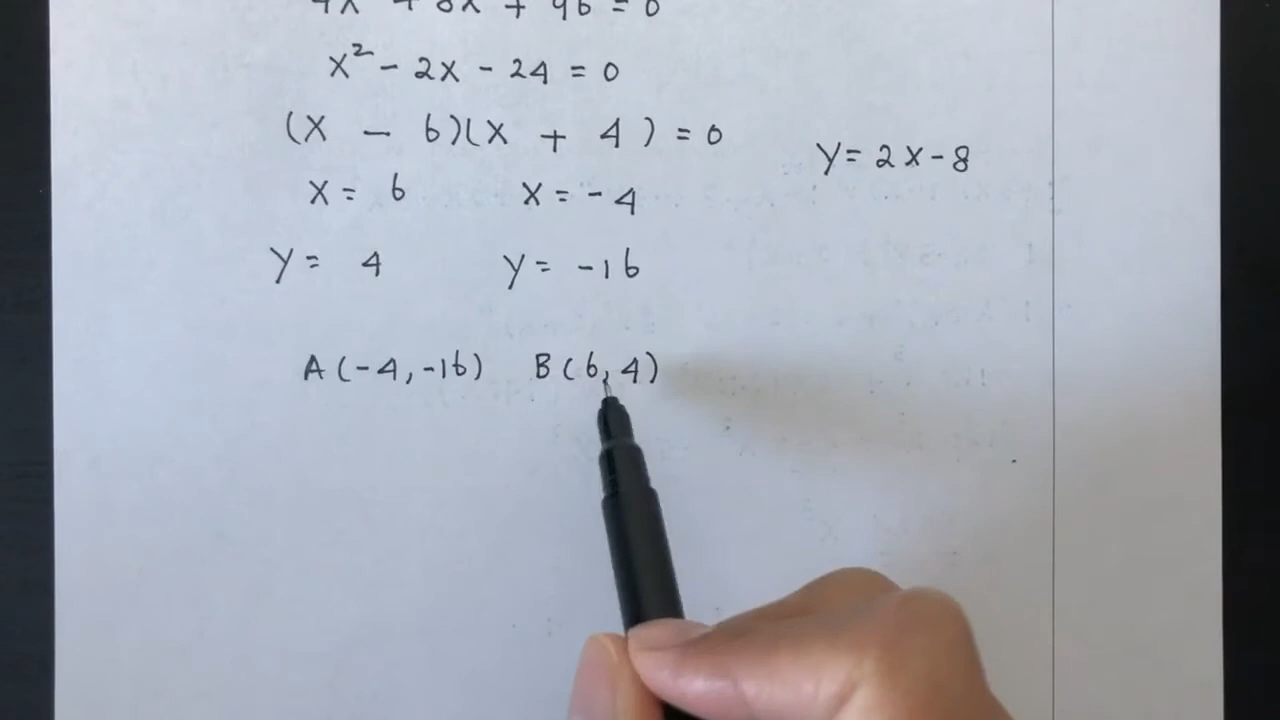 x² - 2x - 24 = 0
(x - 6)(x + 4) = 0
y = 2x - 8
x = 6 x = -4
y = 4 y = -16
A(-4, -16) B(6, 4)